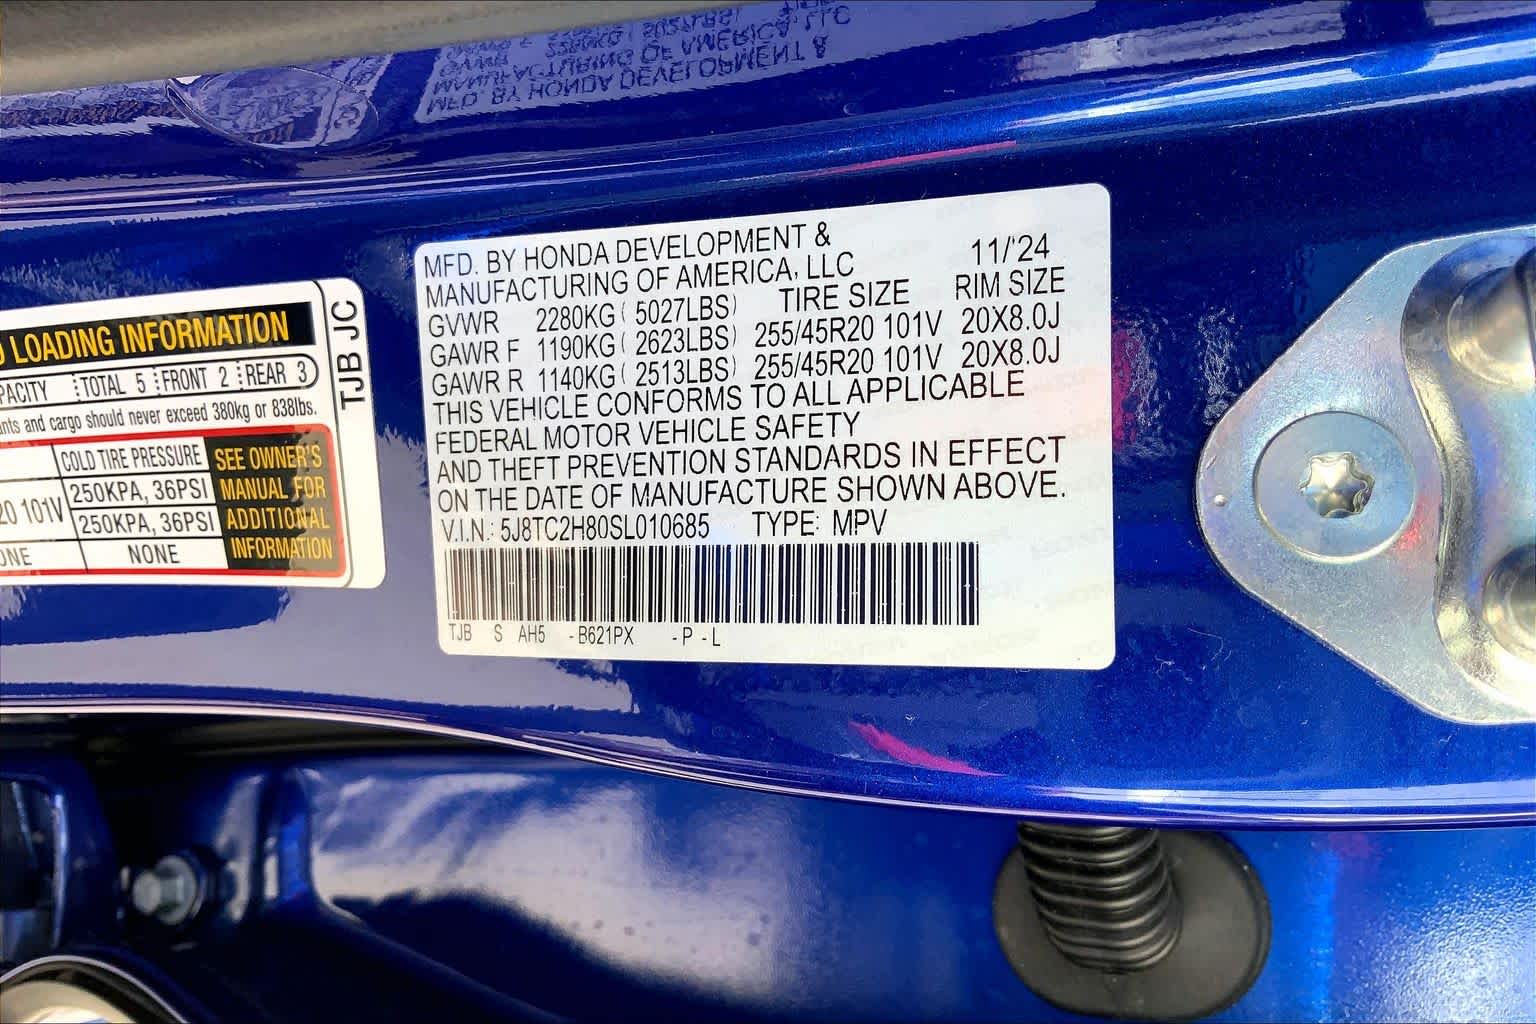 LOADING INFORMATION
TJB JC
TOTAL 5 FRONT 2 REAR 3
and cargo should never exceed 380kg or 838lbs.
COLD TIRE PRESSURE
250KPA, 36PSI
101V 250KPA, 36PSI
NONE
SEE OWNER'S
MANUAL FOR
ADDITIONAL
INFORMATION
MFD. BY HONDA DEVELOPMENT & 11/'24
MANUFACTURING OF AMERICA, LLC TIRE SIZE RIM SIZE
GVWR 2280KG ( 5027LBS)
GAWR F 1190KG ( 2623LBS) 255/45R20 101V 20X8.0J
GAWR R 1140KG ( 2513LBS) 255/45R20 101V 20X8.0J
THIS VEHICLE CONFORMS TO ALL APPLICABLE
FEDERAL MOTOR VEHICLE SAFETY
AND THEFT PREVENTION STANDARDS IN EFFECT
ON THE DATE OF MANUFACTURE SHOWN ABOVE.
V.I.N.: 5J8TC2H80SL010685 TYPE: MPV
TJB S AH5 -B621PX -P -L